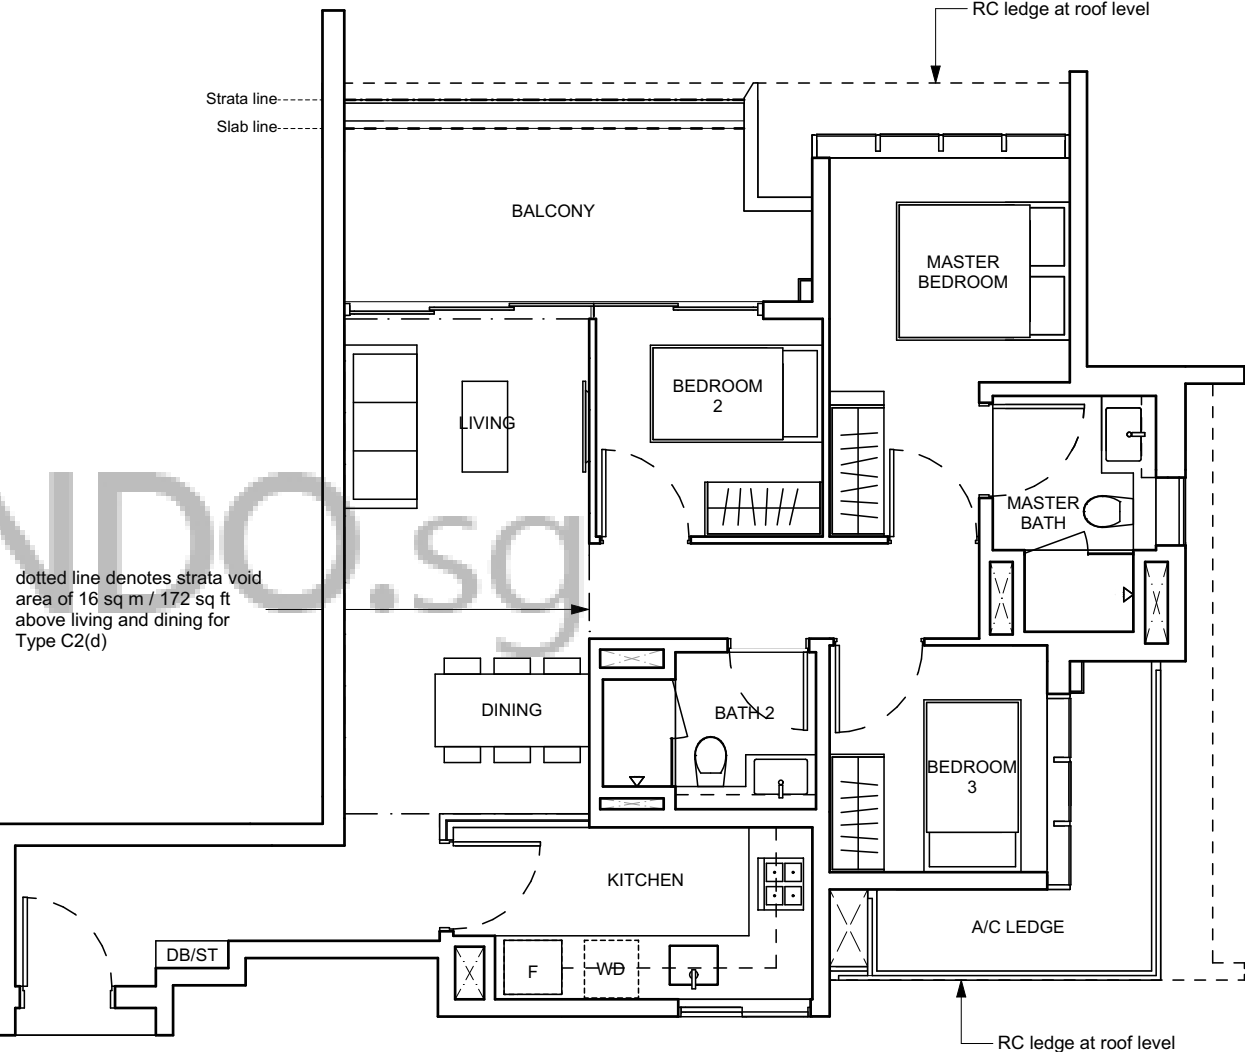 RC ledge at roof level
Strata line
Slab line
BALCONY
MASTER
BEDROOM
BEDROOM
2
LIVING
MASTER
BATH
NDO.sg
dotted line denotes strata void
area of 16 sq m / 172 sq ft
above living and dining for
Type C2(d)
DINING
BATH 2
BEDROOM
3
KITCHEN
A/C LEDGE
DB/ST
F
WD
RC ledge at roof level